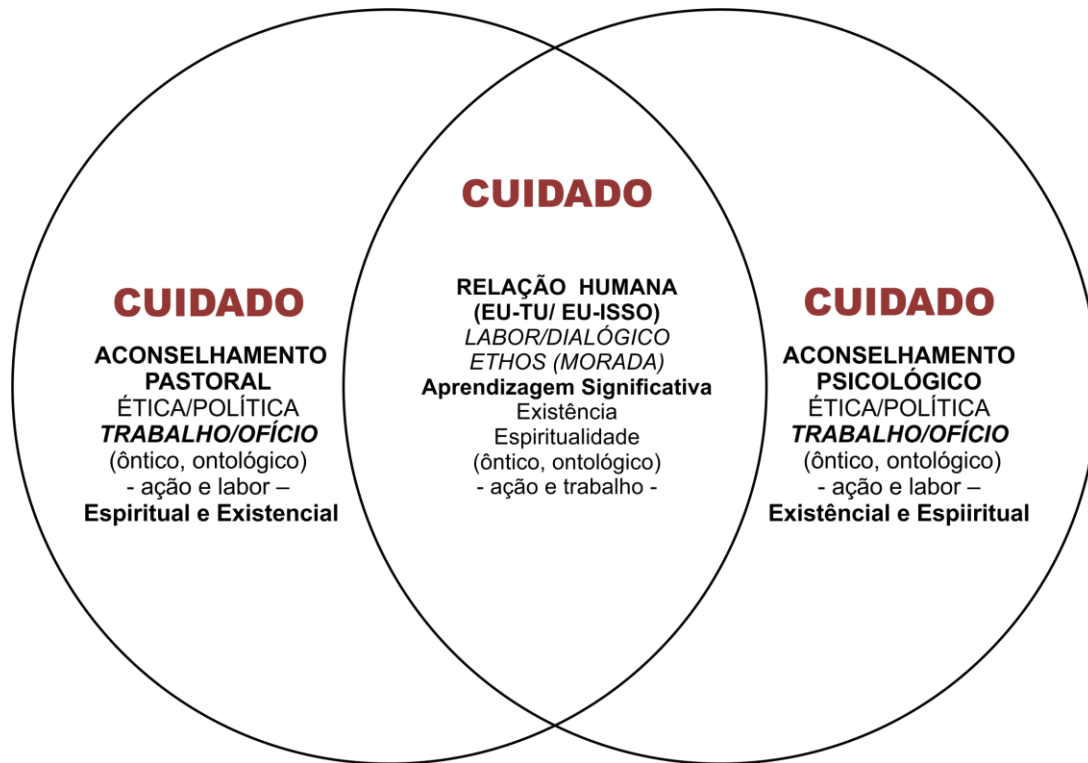 CUIDADO
ACONSELHAMENTO
PASTORAL
ÉTICA/POLÍTICA
TRABALHO/OFÍCIO
(ôntico, ontológico)
- ação e labor –
Espiritual e Existencial
CUIDADO
RELAÇÃO HUMANA
(EU-TU/ EU-ISSO)
LABOR/DIALÓGICO
ETHOS (MORADA)
Aprendizagem Significativa
Existência
Espiritualidade
(ôntico, ontológico)
- ação e trabalho -
CUIDADO
ACONSELHAMENTO
PSICOLÓGICO
ÉTICA/POLÍTICA
TRABALHO/OFÍCIO
(ôntico, ontológico)
- ação e labor –
Existêncial e Espiiritual